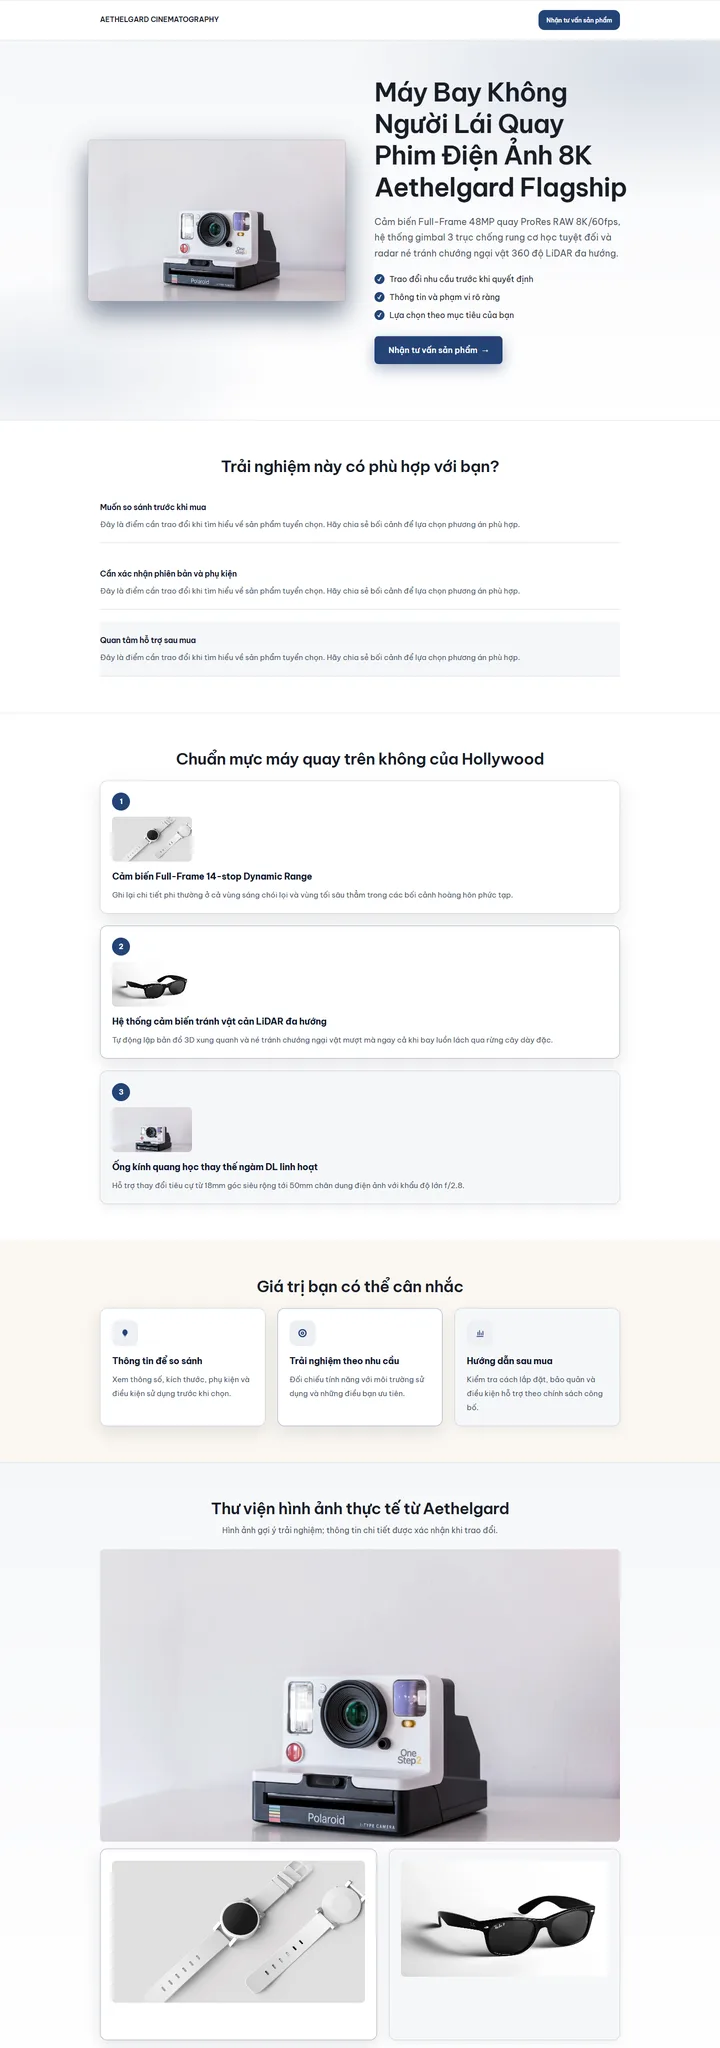 AETHELGARD CINEMATOGRAPHY
Nhận tư vấn sản phẩm
Máy Bay Không
Người Lái Quay
Phim Điện Ảnh 8K
Aethelgard Flagship
Cảm biến Full-Frame 48MP quay ProRes RAW 8K/60fps,
hệ thống gimbal 3 trục chống rung cơ học tuyệt đối và
radar né tránh chướng ngại vật 360 độ LiDAR đa hướng.
Trao đổi nhu cầu trước khi quyết định
Thông tin và phạm vi rõ ràng
Lựa chọn theo mục tiêu của bạn
Nhận tư vấn sản phẩm →
One
Step2
Polaroid
Trải nghiệm này có phù hợp với bạn?
Muốn so sánh trước khi mua
Đây là điểm cần trao đổi khi tìm hiểu về sản phẩm tuyển chọn. Hãy chia sẻ bối cảnh để lựa chọn phương án phù hợp.
Cần xác nhận phiên bản và phụ kiện
Đây là điểm cần trao đổi khi tìm hiểu về sản phẩm tuyển chọn. Hãy chia sẻ bối cảnh để lựa chọn phương án phù hợp.
Quan tâm hỗ trợ sau mua
Đây là điểm cần trao đổi khi tìm hiểu về sản phẩm tuyển chọn. Hãy chia sẻ bối cảnh để lựa chọn phương án phù hợp.
Chuẩn mực máy quay trên không của Hollywood
1
Cảm biến Full-Frame 14-stop Dynamic Range
Ghi lại chi tiết phi thường ở cả vùng sáng chói lọi và vùng tối sâu thẳm trong các bối cảnh hoàng hôn phức tạp.
2
Hệ thống cảm biến tránh vật cản LiDAR đa hướng
Tự động lập bản đồ 3D xung quanh và né tránh chướng ngại vật mượt mà ngay cả khi bay luồn lách qua rừng cây dày đặc.
3
Ống kính quang học thay thế ngàm DL linh hoạt
Hỗ trợ thay đổi tiêu cự từ 18mm góc siêu rộng tới 50mm chân dung điện ảnh với khẩu độ lớn f/2.8.
Giá trị bạn có thể cân nhắc
Thông tin để so sánh
Xem thông số, kích thước, phụ kiện và
điều kiện sử dụng trước khi chọn.
Trải nghiệm theo nhu cầu
Đối chiếu tính năng với môi trường sử
dụng và những điều bạn ưu tiên.
Hướng dẫn sau mua
Kiểm tra cách lắp đặt, bảo quản và
điều kiện hỗ trợ theo chính sách công
bố.
Thư viện hình ảnh thực tế từ Aethelgard
Hình ảnh gợi ý trải nghiệm; thông tin chi tiết được xác nhận khi trao đổi.
One
Step2
Polaroid
i-TYPE CAMERA